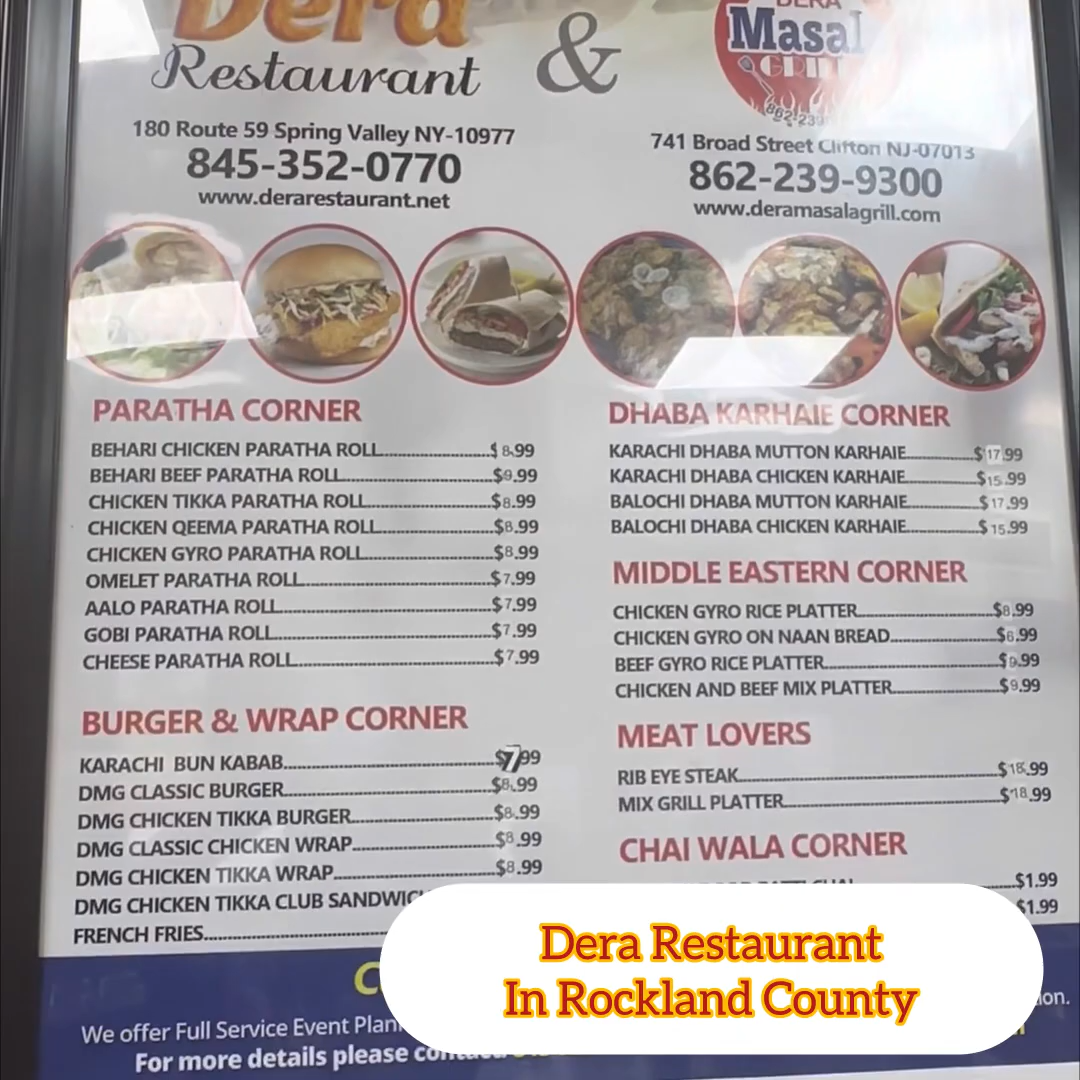 Dera
Restaurant
&
DERA
Masal
GRILL
862-239
180 Route 59 Spring Valley NY-10977
845-352-0770
www.derarestaurant.net
741 Broad Street Clifton NJ-07013
862-239-9300
www.deramasalagrill.com
PARATHA CORNER
BEHARI CHICKEN PARATHA ROLL $8.99
BEHARI BEEF PARATHA ROLL $9.99
CHICKEN TIKKA PARATHA ROLL $8.99
CHICKEN QEEMA PARATHA ROLL $8.99
CHICKEN GYRO PARATHA ROLL $8.99
OMELET PARATHA ROLL $7.99
AALO PARATHA ROLL $7.99
GOBI PARATHA ROLL $7.99
CHEESE PARATHA ROLL $7.99
BURGER & WRAP CORNER
KARACHI BUN KABAB $7.99
DMG CLASSIC BURGER $8.99
DMG CHICKEN TIKKA BURGER $8.99
DMG CLASSIC CHICKEN WRAP $8.99
DMG CHICKEN TIKKA WRAP $8.99
DMG CHICKEN TIKKA CLUB SANDWIC
FRENCH FRIES
DHABA KARHAIE CORNER
KARACHI DHABA MUTTON KARHAIE $17.99
KARACHI DHABA CHICKEN KARHAIE $15.99
BALOCHI DHABA MUTTON KARHAIE $17.99
BALOCHI DHABA CHICKEN KARHAIE $15.99
MIDDLE EASTERN CORNER
CHICKEN GYRO RICE PLATTER $8.99
CHICKEN GYRO ON NAAN BREAD $6.99
BEEF GYRO RICE PLATTER $9.99
CHICKEN AND BEEF MIX PLATTER $9.99
MEAT LOVERS
RIB EYE STEAK
MIX GRILL PLATTER $18.99
CHAI WALA CORNER
$1.99
$1.99
We offer Full Service Event Plan
For more details please
Dera Restaurant
In Rockland County